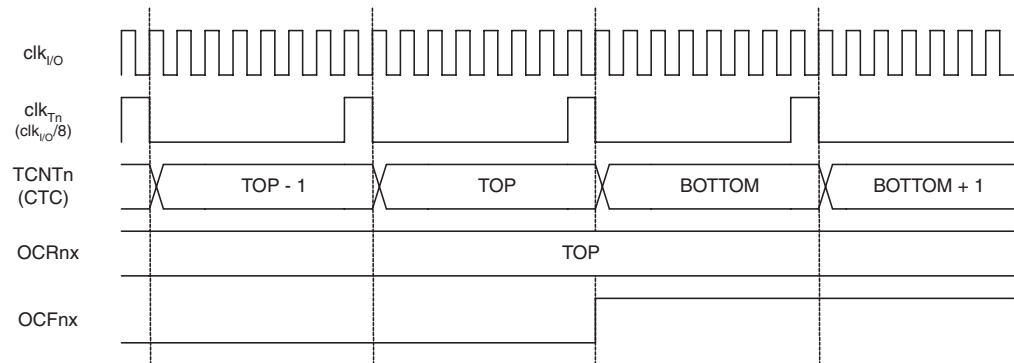 clkI/O
clkTn
(clkI/O/8)
TCNTn
(CTC)
TOP - 1
TOP
BOTTOM
BOTTOM + 1
OCRnx
TOP
OCFnx